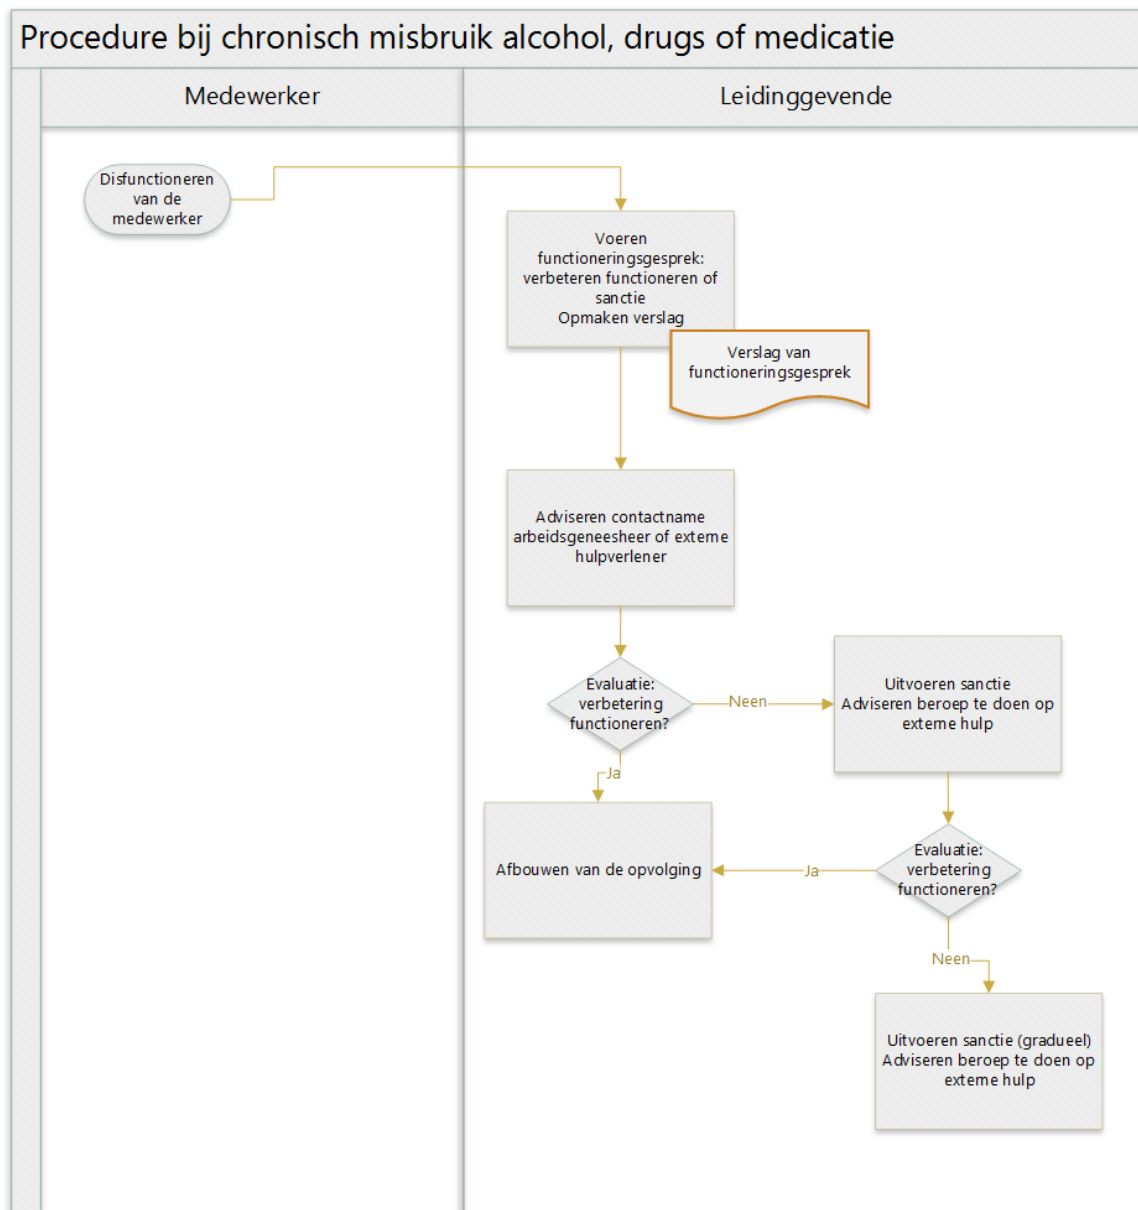 Procedure bij chronisch misbruik alcohol, drugs of medicatie
Medewerker
Leidinggevende
Disfunctioneren
van de
medewerker
Voeren
functioneringsgesprek:
verbeteren functioneren of
sanctie
Opmaken verslag
Verslag van
functioneringsgesprek
Adviseren contactname
arbeidsgeneesheer of externe
hulpverlener
Evaluatie:
verbetering
functioneren?
Neen
Uitvoeren sanctie
Adviseren beroep te doen op
externe hulp
Ja
Afbouwen van de opvolging
Ja
Evaluatie:
verbetering
functioneren?
Neen
Uitvoeren sanctie (gradueel)
Adviseren beroep te doen op
externe hulp